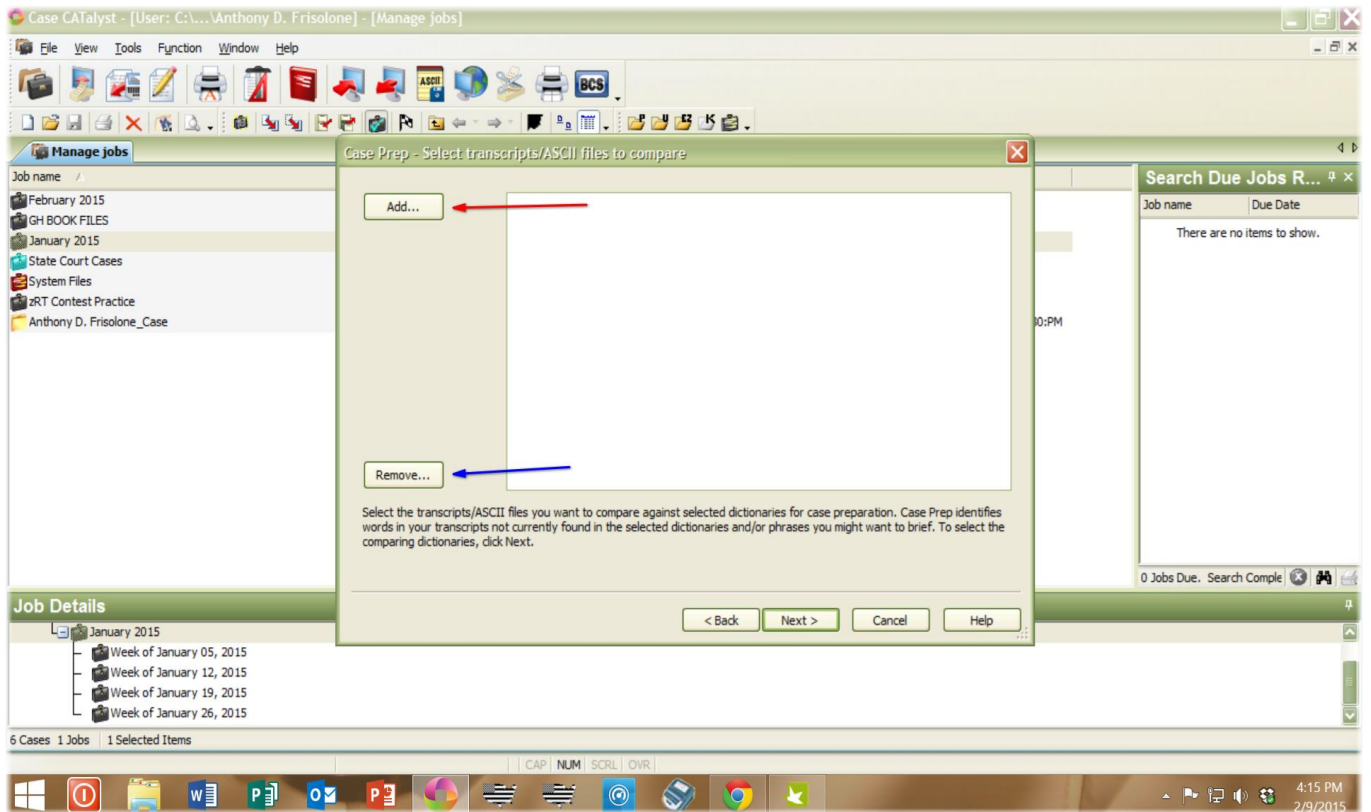 Case CATalyst - [User: C:\...\Anthony D. Frisolone] - [Manage jobs]
File View Tools Function Window Help
ASCII
BCS
Manage jobs
Job name
February 2015
GH BOOK FILES
January 2015
State Court Cases
System Files
zRT Contest Practice
Anthony D. Frisolone_Case
Case Prep - Select transcripts/ASCII files to compare
Add...
Remove...
Select the transcripts/ASCII files you want to compare against selected dictionaries for case preparation. Case Prep identifies
words in your transcripts not currently found in the selected dictionaries and/or phrases you might want to brief. To select the
comparing dictionaries, click Next.
< Back Next > Cancel Help
0:PM
Search Due Jobs R...
Job name Due Date
There are no items to show.
0 Jobs Due. Search Comple
Job Details
January 2015
Week of January 05, 2015
Week of January 12, 2015
Week of January 19, 2015
Week of January 26, 2015
6 Cases 1 Jobs 1 Selected Items
CAP NUM SCRL OVR
4:15 PM
2/9/2015